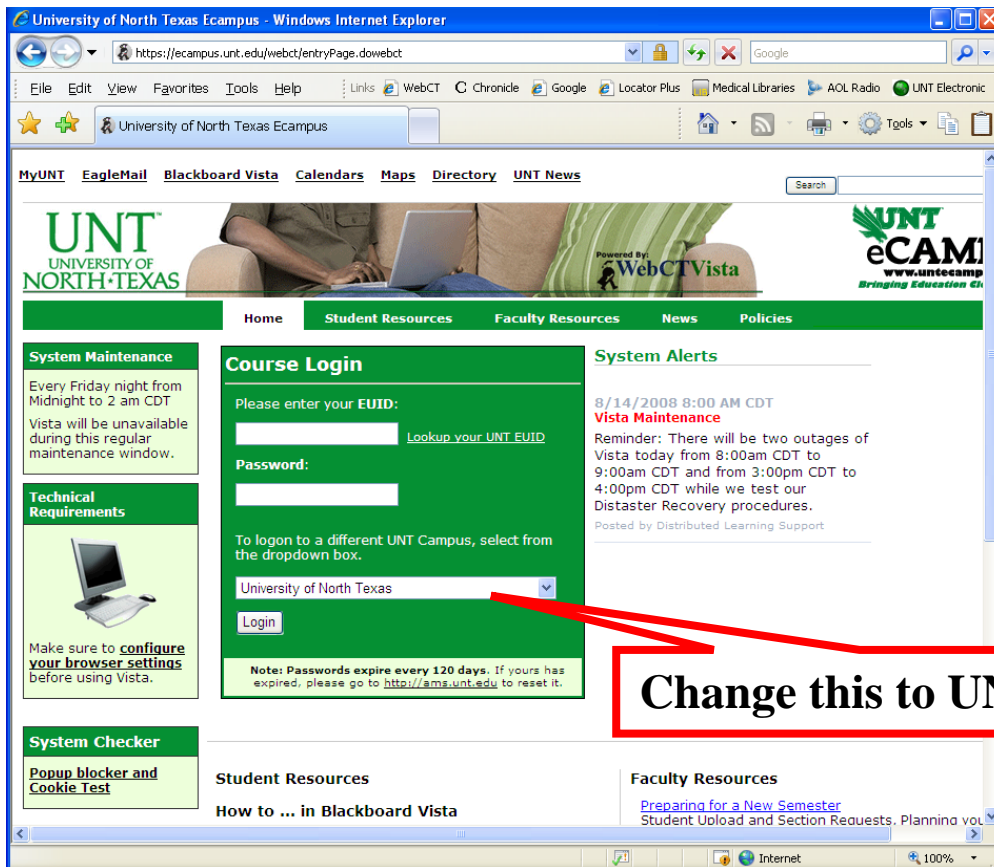 University of North Texas Ecampus - Windows Internet Explorer
https://ecampus.unt.edu/webct/entryPage.dowebct
Google
File Edit View Favorites Tools Help Links WebCT C Chronicle Google Locator Plus Medical Libraries AOL Radio UNT Electronic
University of North Texas Ecampus
Tools
MyUNT EagleMail Blackboard Vista Calendars Maps Directory UNT News
Search
UNT
UNIVERSITY OF
NORTH·TEXAS
Powered By:
WebCTVista
UNT
eCAM
www.untecamp
Bringing Education
Home Student Resources Faculty Resources News Policies
System Maintenance
Every Friday night from
Midnight to 2 am CDT
Vista will be unavailable
during this regular
maintenance window.
Technical
Requirements
Make sure to configure
your browser settings
before using Vista.
System Checker
Popup blocker and
Cookie Test
Course Login
Please enter your EUID:
Lookup your UNT EUID
Password:
To logon to a different UNT Campus, select from
the dropdown box.
University of North Texas
Login
Note: Passwords expire every 120 days. If yours has
expired, please go to http://ams.unt.edu to reset it.
System Alerts
8/14/2008 8:00 AM CDT
Vista Maintenance
Reminder: There will be two outages of
Vista today from 8:00am CDT to
9:00am CDT and from 3:00pm CDT to
4:00pm CDT while we test our
Distaster Recovery procedures.
Posted by Distributed Learning Support
Change this to UN
Student Resources
How to ... in Blackboard Vista
Faculty Resources
Preparing for a New Semester
Student Upload and Section Requests. Planning you
Internet
100%